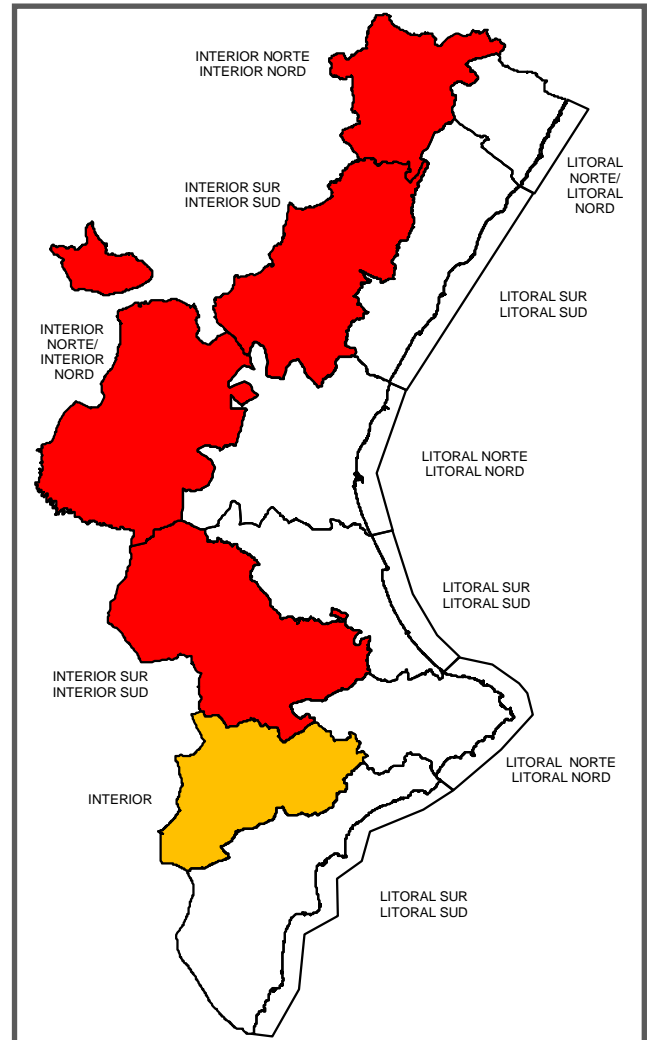 INTERIOR NORTE
INTERIOR NORD
LITORAL
NORTE/
LITORAL
NORD
INTERIOR SUR
INTERIOR SUD
LITORAL SUR
LITORAL SUD
INTERIOR
NORTE/
INTERIOR
NORD
LITORAL NORTE
LITORAL NORD
LITORAL SUR
LITORAL SUD
INTERIOR SUR
INTERIOR SUD
LITORAL NORTE
LITORAL NORD
INTERIOR
LITORAL SUR
LITORAL SUD